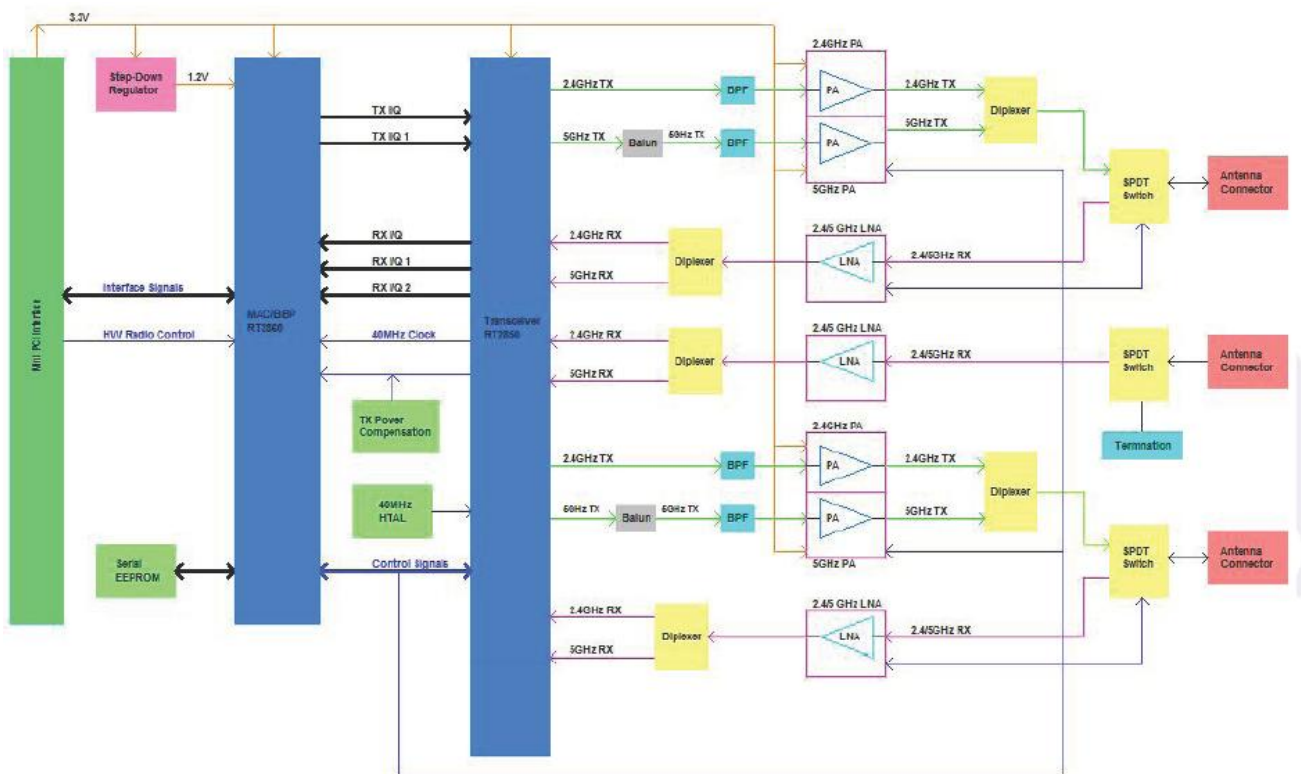 3.3V
2.4GHz PA
Step-Down
Regulator
1.2V
2.4GHz TX
BPF
PA
2.4GHz TX
Diplexer
TX I/Q
TX I/Q 1
5GHz TX
Balun
5GHz TX
BPF
PA
5GHz TX
5GHz PA
SPDT
Switch
Antenna
Connector
2.4/5 GHz LNA
RX I/Q
2.4GHz RX
Diplexer
LNA
2.4/5GHz RX
RX I/Q 1
5GHz RX
RX I/Q 2
Interface Signals
MAC/BBP
RT2860
Transceiver
RT2850
Mini PCI Interface
HW Radio Control
40MHz Clock
2.4GHz RX
2.4/5 GHz LNA
Diplexer
LNA
2.4/5GHz RX
SPDT
Switch
Antenna
Connector
5GHz RX
TX Power
Compensation
2.4GHz PA
Termnation
2.4GHz TX
BPF
PA
2.4GHz TX
Diplexer
40MHz
HTAL
5GHz TX
Balun
5GHz TX
BPF
PA
5GHz TX
5GHz PA
SPDT
Switch
Antenna
Connector
Serial
EEPROM
Control Signals
2.4GHz RX
2.4/5 GHz LNA
Diplexer
LNA
2.4/5GHz RX
5GHz RX